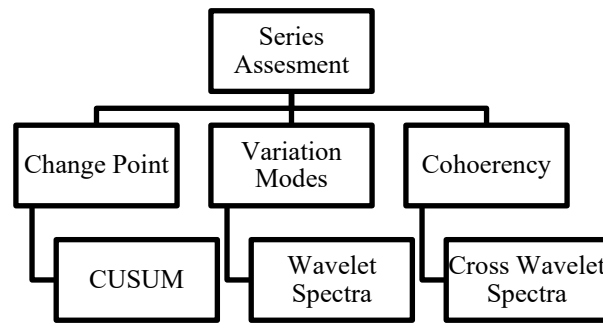 Series
Assesment
Change Point
Variation
Modes
Cohoerency
CUSUM
Wavelet
Spectra
Cross Wavelet
Spectra